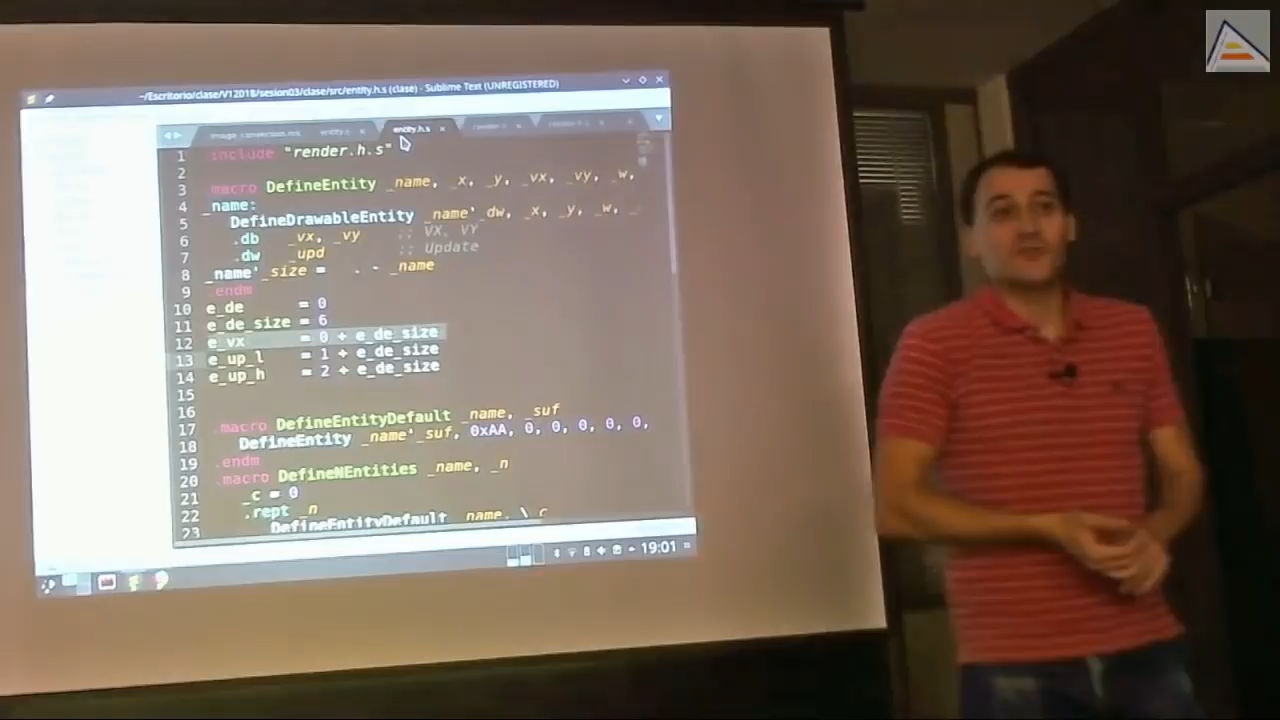 ~/Escritorio/clase/V12018/sesion03/clase/src/entity.h.s (clase) - Sublime Text (UNREGISTERED)
entity.s entity.h.s
1 include "render.h.s"
2
3 .macro DefineEntity _name, _x, _y, _vx, _vy, _w,
4 _name:
5 DefineDrawableEntity _name'_dw, _x, _y, _w, _
6 .db _vx, _vy ;; VX, VY
7 .dw _upd ;; Update
8 _name'_size = . - _name
9 .endm
10 e_de = 0
11 e_de_size = 6
12 e_vx = 0 + e_de_size
13 e_up_l = 1 + e_de_size
14 e_up_h = 2 + e_de_size
15
16
17 .macro DefineEntityDefault _name, _suf
18 DefineEntity _name'_suf, 0xAA, 0, 0, 0, 0, 0,
19 .endm
20 .macro DefineNEntities _name, _n
21 _c = 0
22 .rept _n
23 DefineEntityDefault _name, \_c
19:01